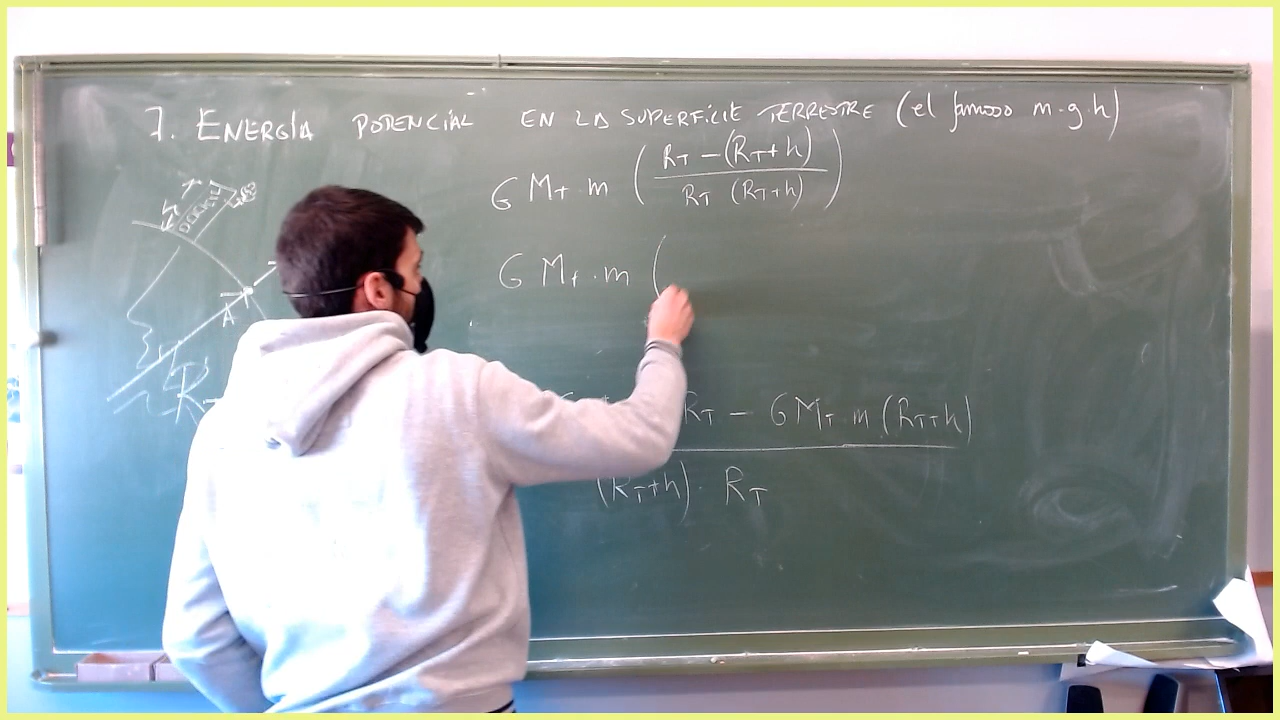 7. ENERGÍA POTENCIAL EN LA SUPERFICIE TERRESTRE (el famoso m·g·h)
G M_T m ( (R_T - (R_T + h)) / (R_T (R_T + h)) )
G M_T · m (
R_T - G M_T · m (R_T + h)
(R_T + h) · R_T
A
R_T